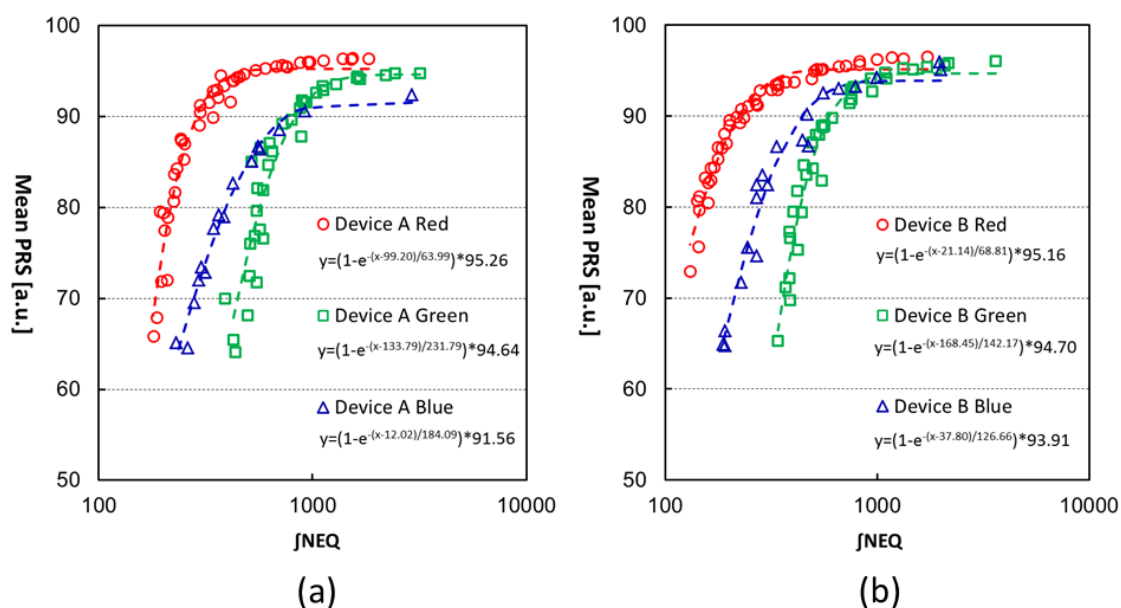 100
90
80
70
60
50
Mean PRS [a.u.]
Device A Red
y=(1-e-(x-99.20)/63.99)*95.26
Device A Green
y=(1-e-(x-133.79)/231.79)*94.64
Device A Blue
y=(1-e-(x-12.02)/184.09)*91.56
100 1000 10000
∫NEQ
(a)
100
90
80
70
60
50
Mean PRS [a.u.]
Device B Red
y=(1-e-(x-21.14)/68.81)*95.16
Device B Green
y=(1-e-(x-168.45)/142.17)*94.70
Device B Blue
y=(1-e-(x-37.80)/126.66)*93.91
100 1000 10000
∫NEQ
(b)